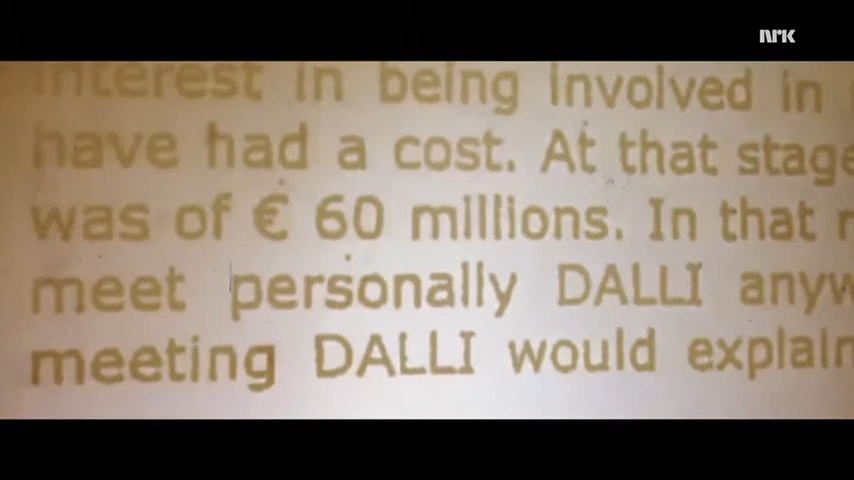 nrk
interest in being involved in
have had a cost. At that stage
was of € 60 millions. In that
meet personally DALLI
meeting DALLI would explain